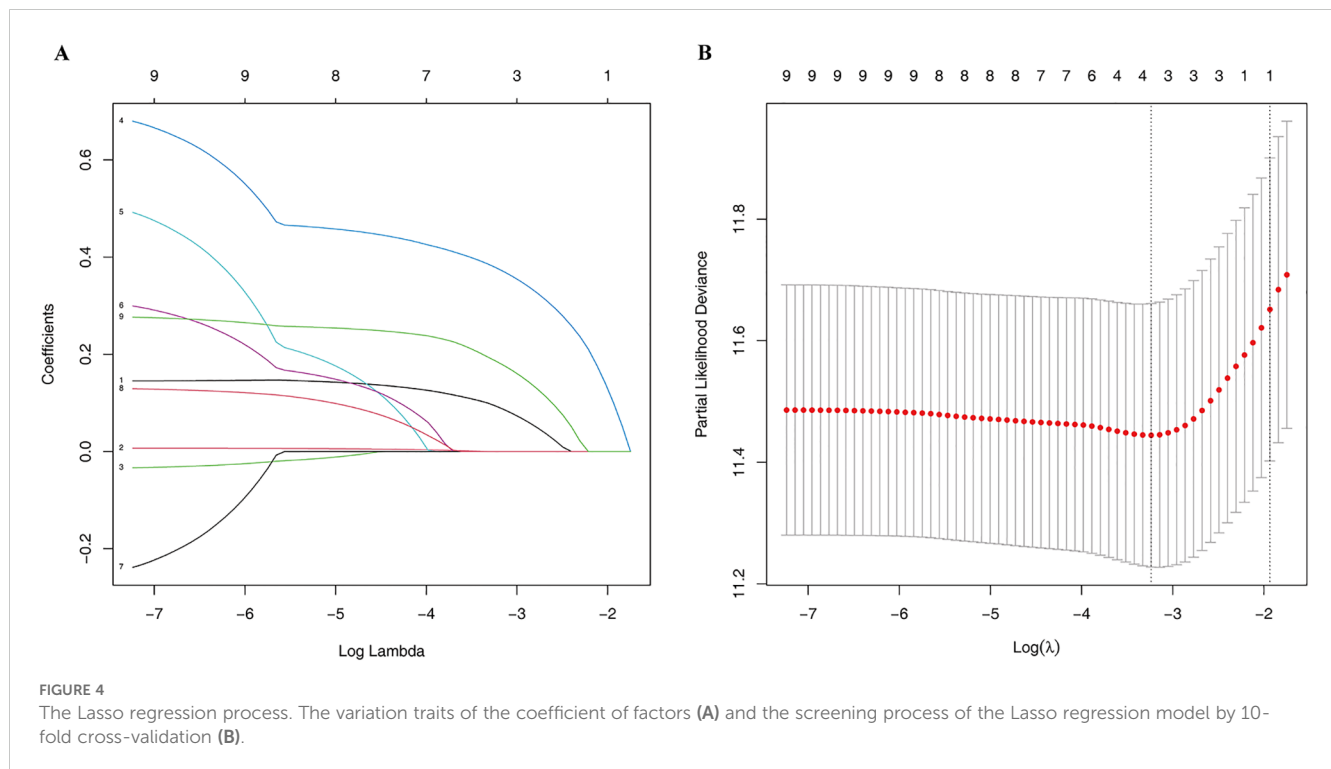 A
9 9 8 7 3 1
0.6
0.4
0.2
0.0
−0.2
Coefficients
4
5
6
9
1
8
2
3
7
−7 −6 −5 −4 −3 −2
Log Lambda
B
9 9 9 9 9 9 8 8 8 8 7 7 6 4 4 3 3 3 1 1
11.8
11.6
11.4
11.2
Partial Likelihood Deviance
−7 −6 −5 −4 −3 −2
Log(λ)
FIGURE 4
The Lasso regression process. The variation traits of the coefficient of factors (A) and the screening process of the Lasso regression model by 10-
fold cross-validation (B).